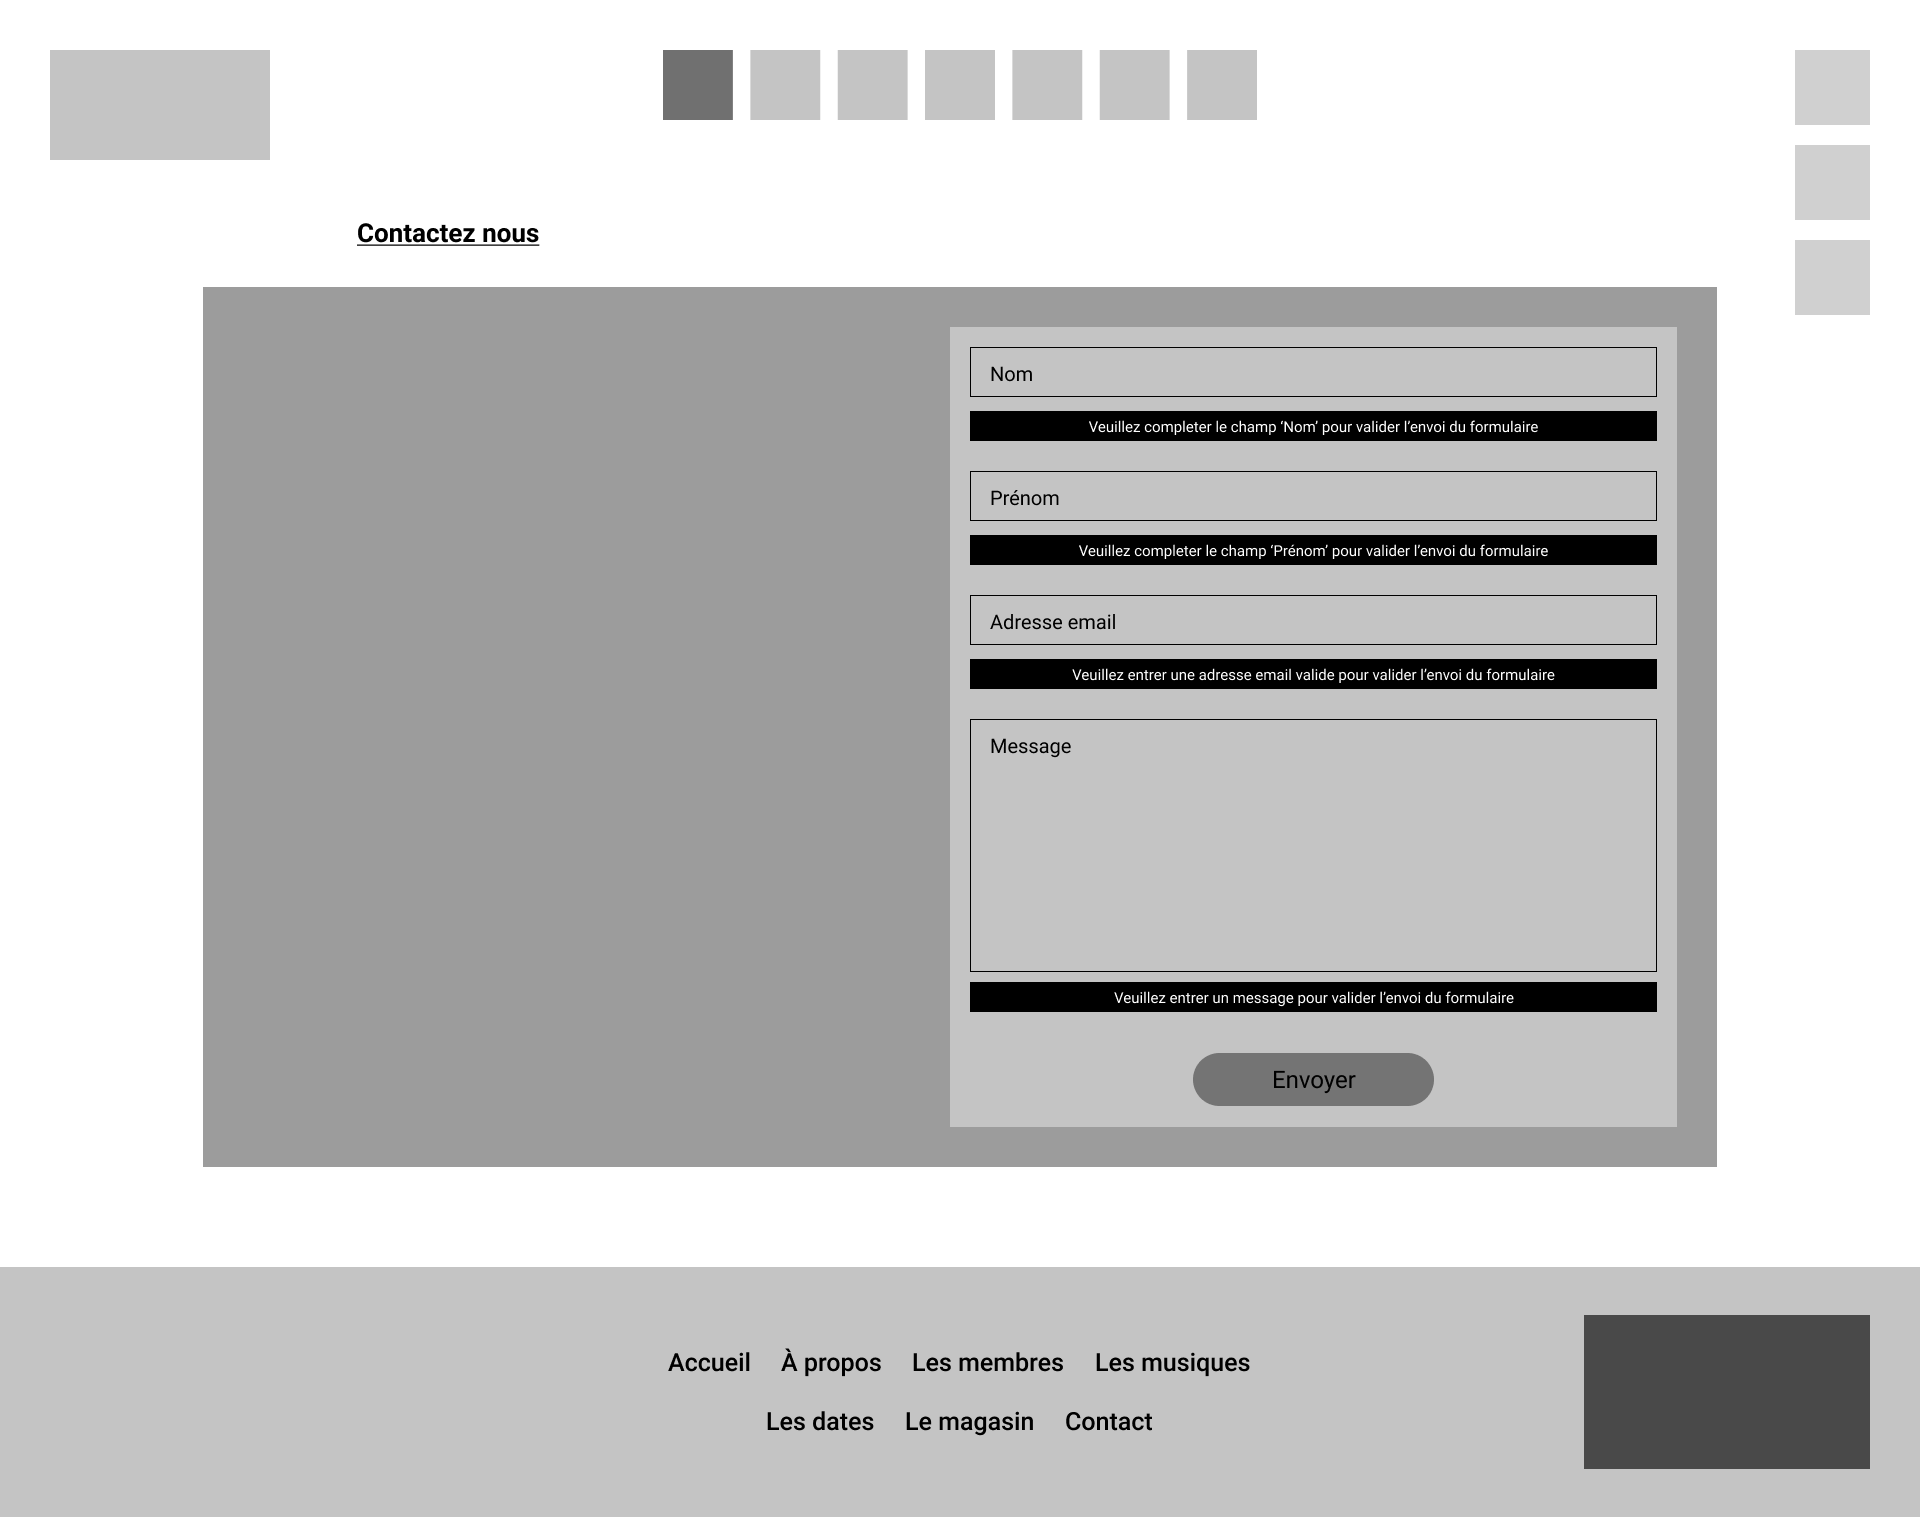 Contactez nous
Nom
Veuillez completer le champ ‘Nom’ pour valider l’envoi du formulaire
Prénom
Veuillez completer le champ ‘Prénom’ pour valider l’envoi du formulaire
Adresse email
Veuillez entrer une adresse email valide pour valider l’envoi du formulaire
Message
Veuillez entrer un message pour valider l’envoi du formulaire
Envoyer
Accueil À propos Les membres Les musiques
Les dates Le magasin Contact